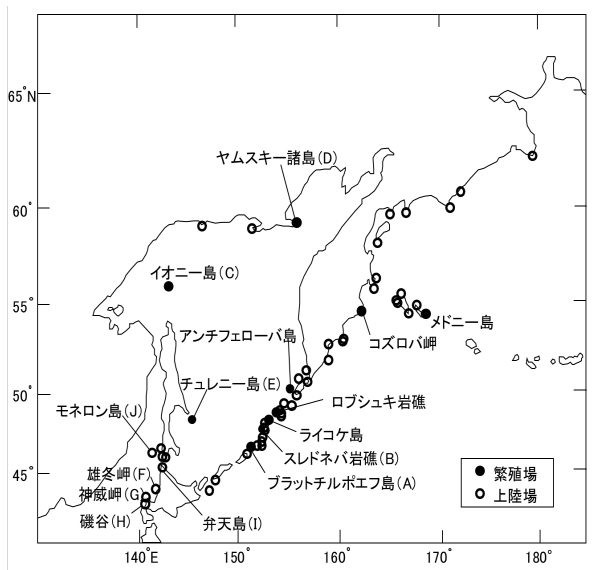 65°N
ヤムスキー諸島(D)
60°
イオニー島(C)
55°
メドニー島
アンチフェローバ島
コズロバ岬
チュレニー島(E)
50°
ロブシュキ岩礁
モネロン島(J)
ライコケ島
スレドネバ岩礁(B)
雄冬岬(F)
45°
ブラットチルポエフ島(A)
神威岬(G)
磯谷(H)
弁天島(I)
繁殖場
上陸場
140°E
150°
160°
170°
180°